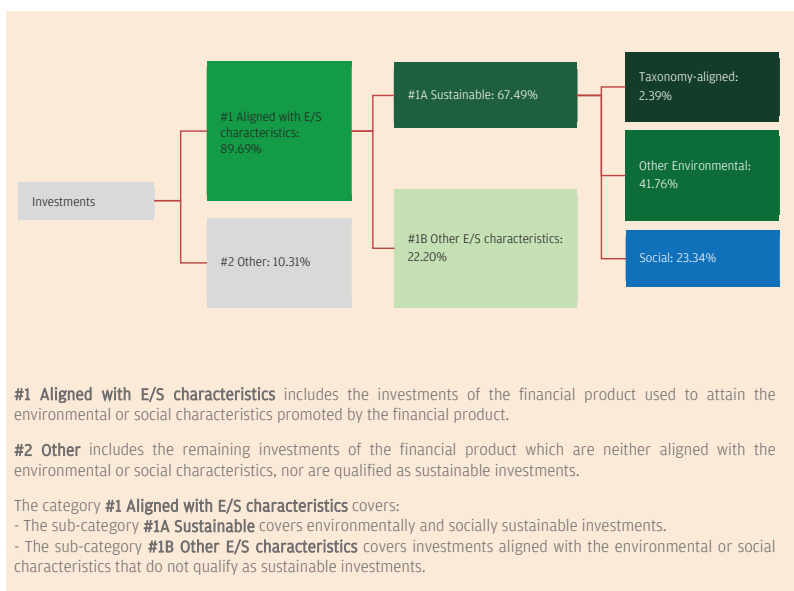 Investments
#1 Aligned with E/S
characteristics:
89.69%
#2 Other: 10.31%
#1A Sustainable: 67.49%
#1B Other E/S characteristics:
22.20%
Taxonomy-aligned:
2.39%
Other Environmental:
41.76%
Social: 23.34%
#1 Aligned with E/S characteristics includes the investments of the financial product used to attain the
environmental or social characteristics promoted by the financial product.
#2 Other includes the remaining investments of the financial product which are neither aligned with the
environmental or social characteristics, nor are qualified as sustainable investments.
The category #1 Aligned with E/S characteristics covers:
- The sub-category #1A Sustainable covers environmentally and socially sustainable investments.
- The sub-category #1B Other E/S characteristics covers investments aligned with the environmental or social
characteristics that do not qualify as sustainable investments.